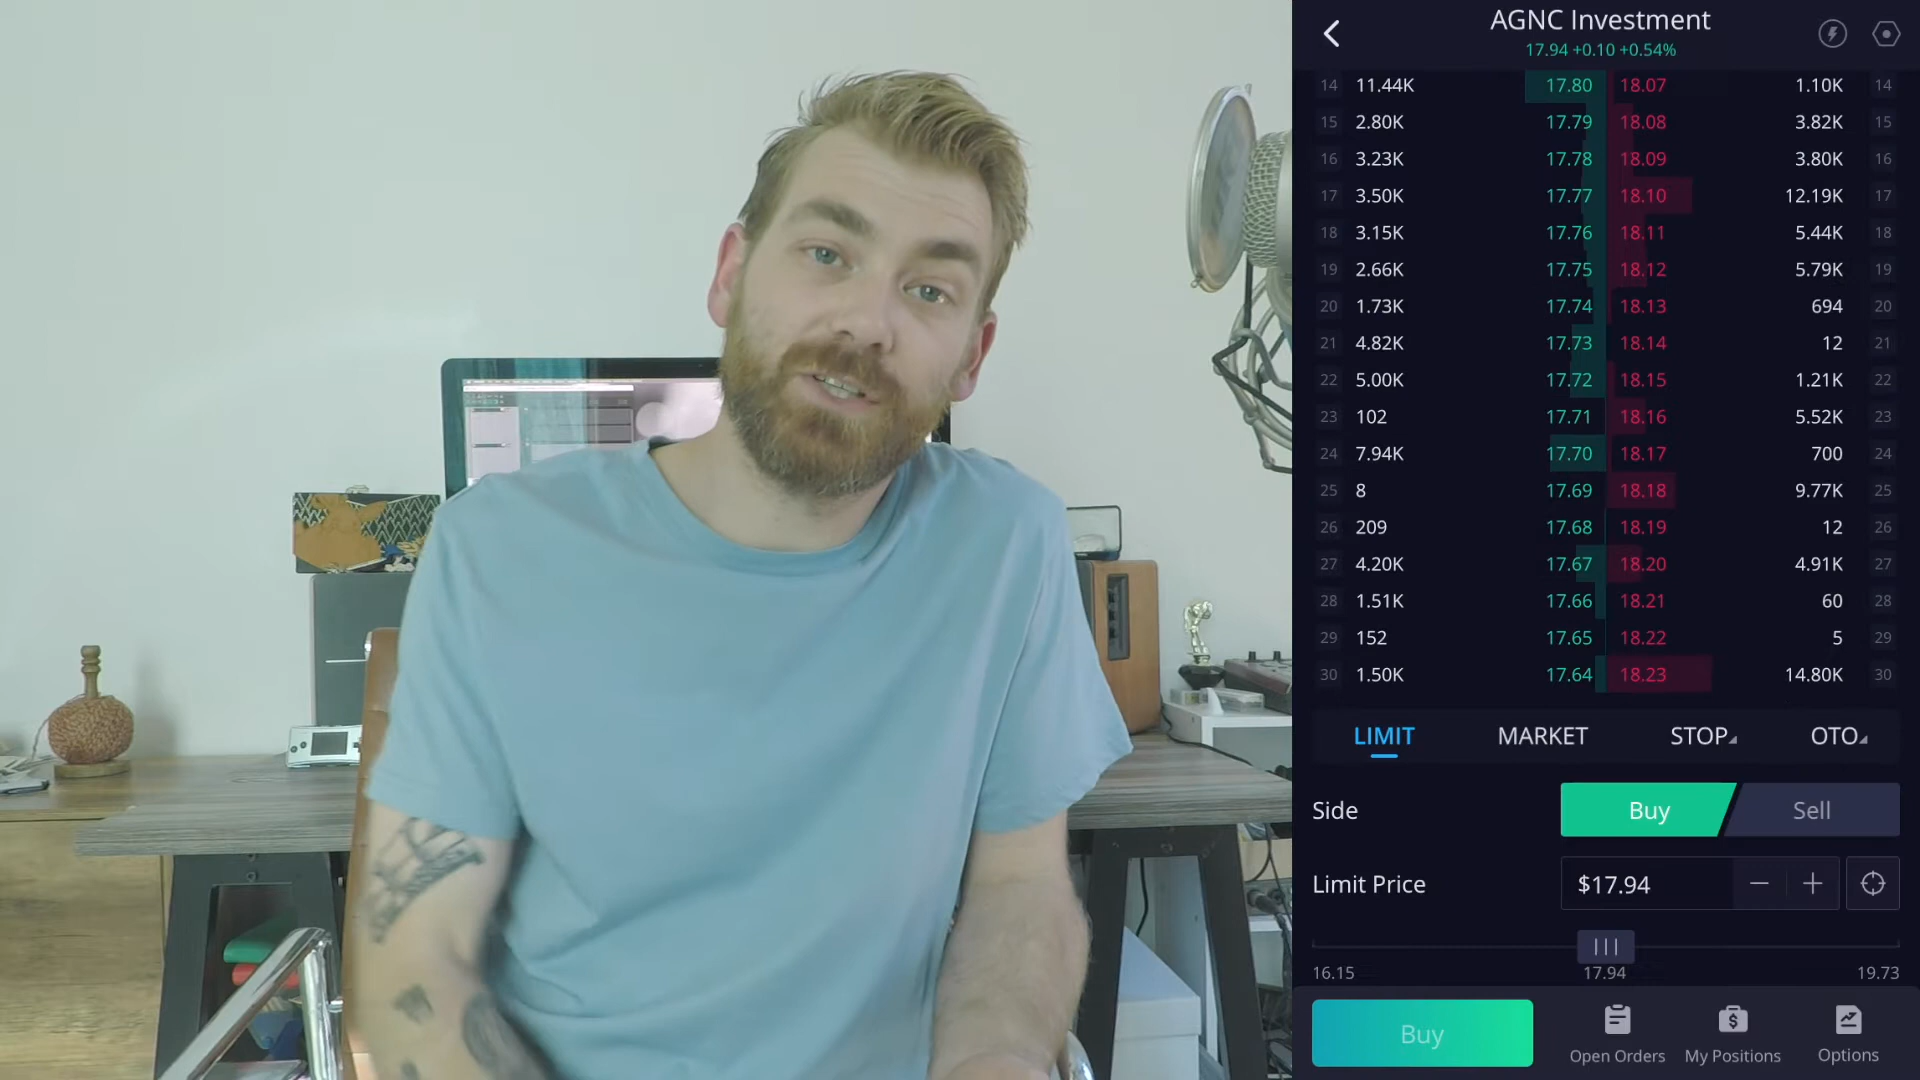 AGNC Investment
17.94 +0.10 +0.54%
14 11.44K 17.80 18.07 1.10K 14
15 2.80K 17.79 18.08 3.82K 15
16 3.23K 17.78 18.09 3.80K 16
17 3.50K 17.77 18.10 12.19K 17
18 3.15K 17.76 18.11 5.44K 18
19 2.66K 17.75 18.12 5.79K 19
20 1.73K 17.74 18.13 694 20
21 4.82K 17.73 18.14 12 21
22 5.00K 17.72 18.15 1.21K 22
23 102 17.71 18.16 5.52K 23
24 7.94K 17.70 18.17 700 24
25 8 17.69 18.18 9.77K 25
26 209 17.68 18.19 12 26
27 4.20K 17.67 18.20 4.91K 27
28 1.51K 17.66 18.21 60 28
29 152 17.65 18.22 5 29
30 1.50K 17.64 18.23 14.80K 30
LIMIT MARKET STOP OTO
Side Buy Sell
Limit Price $17.94
16.15 17.94 19.73
Buy Open Orders My Positions Options